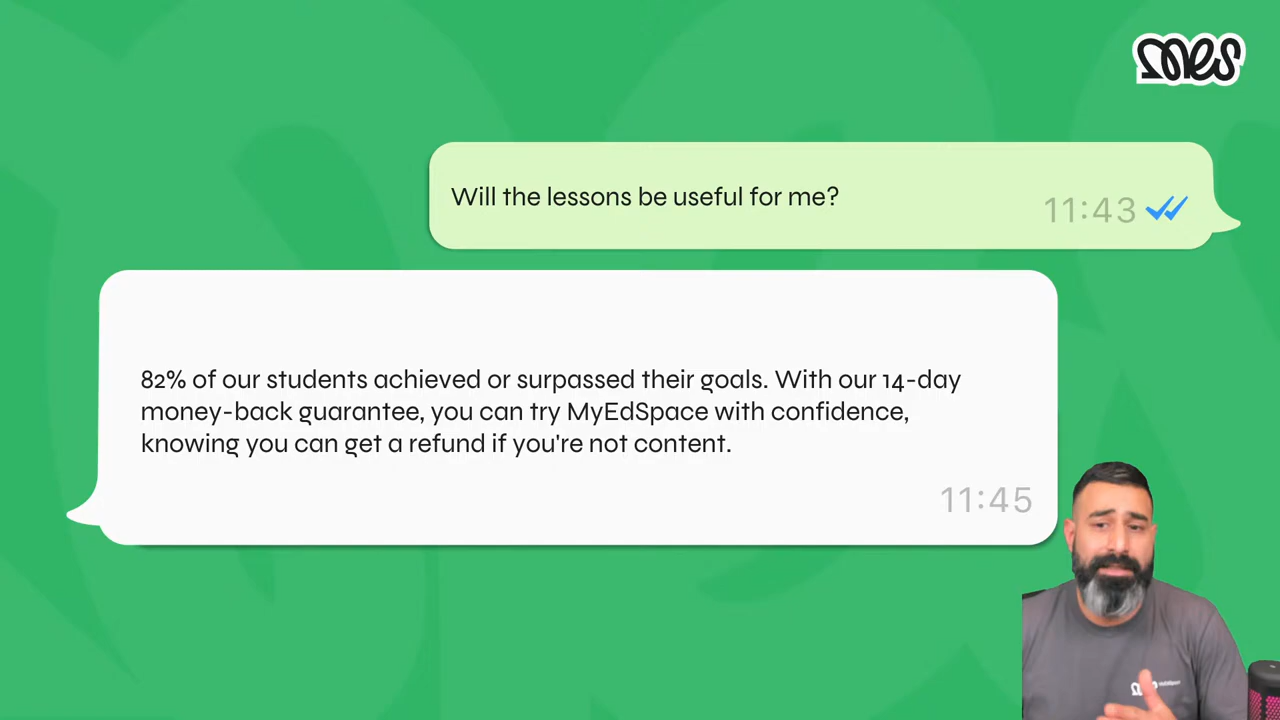 mes
Will the lessons be useful for me?
11:43
82% of our students achieved or surpassed their goals. With our 14-day
money-back guarantee, you can try MyEdSpace with confidence,
knowing you can get a refund if you're not content.
11:45